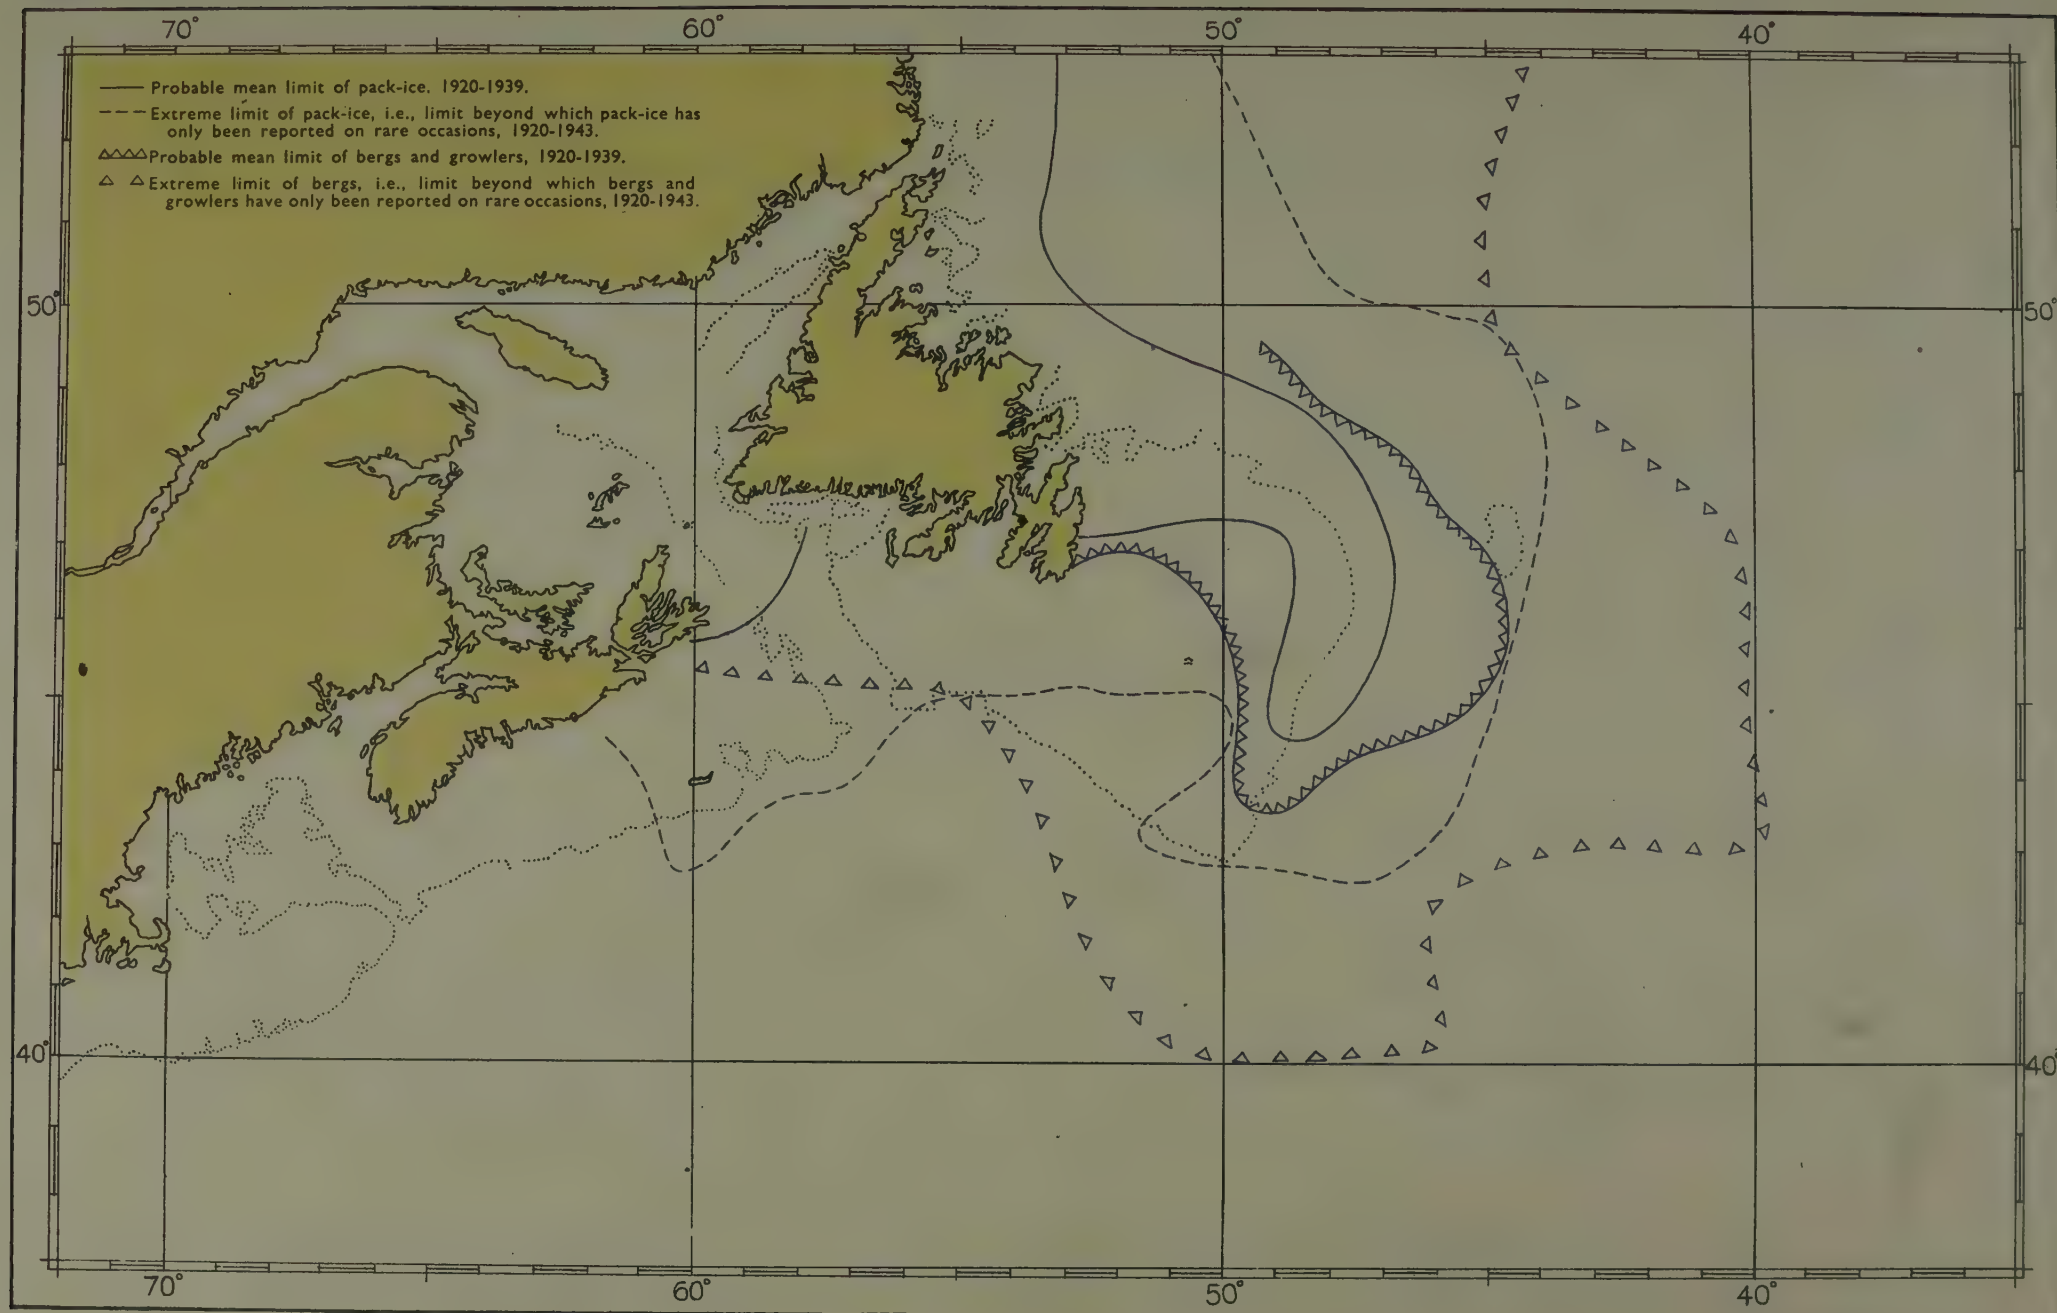 70° 60° 50° 40°
Probable mean limit of pack-ice. 1920-1939.
Extreme limit of pack-ice, i.e., limit beyond which pack-ice has
only been reported on rare occasions, 1920-1943.
Probable mean limit of bergs and growlers, 1920-1939.
Extreme limit of bergs, i.e., limit beyond which bergs and
growlers have only been reported on rare occasions, 1920-1943.
50° 50°
40° 40°
70° 60° 50° 40°